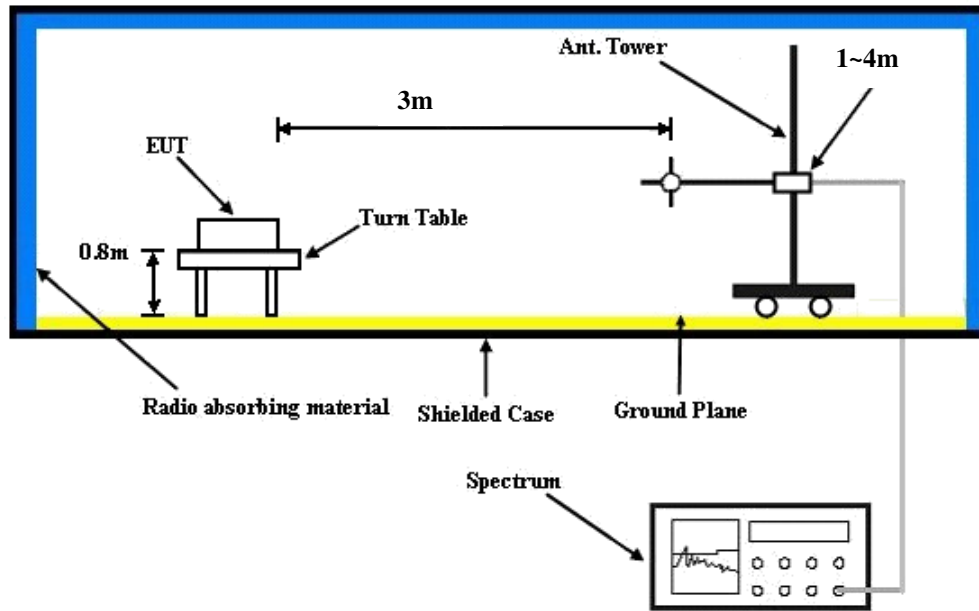 Ant. Tower
1~4m
3m
EUT
Turn Table
0.8m
Radio absorbing material
Shielded Case
Ground Plane
Spectrum